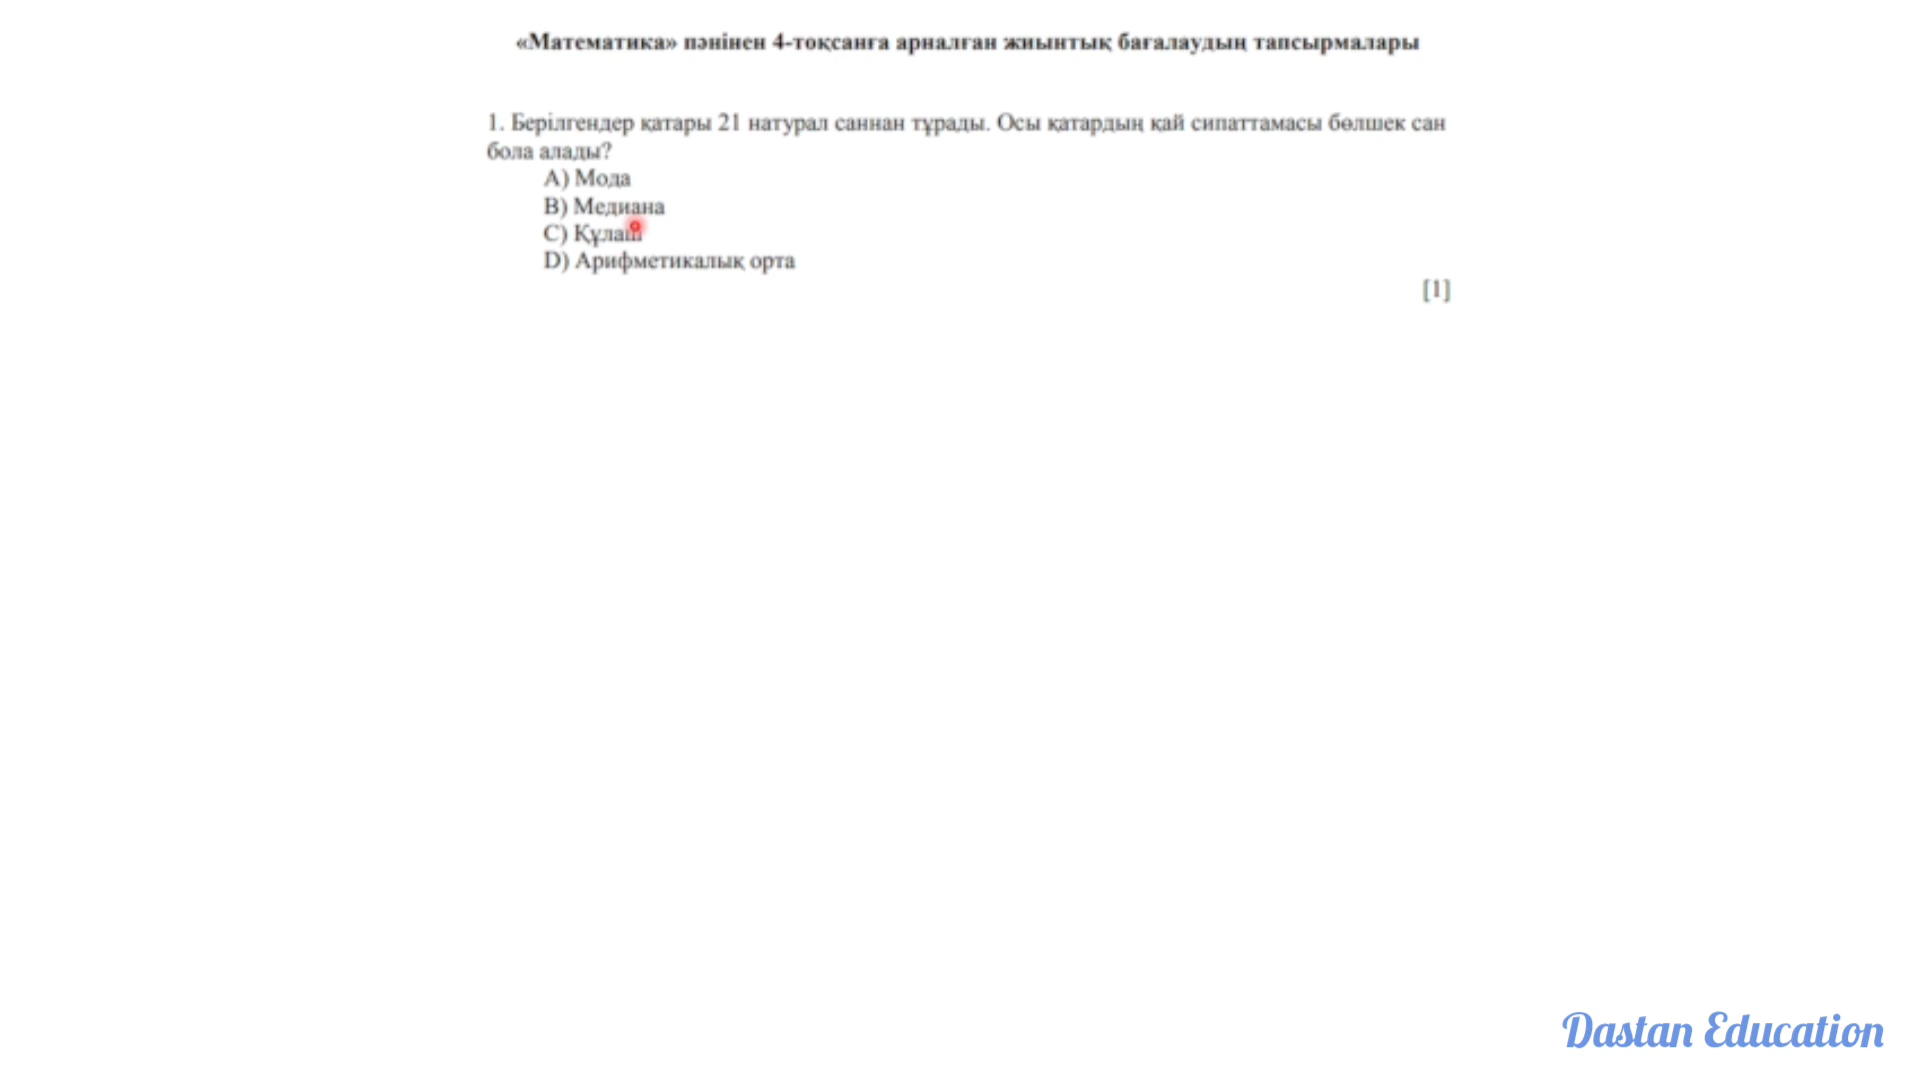 «Математика» пәнінен 4-тоқсанға арналған жиынтық бағалаудың тапсырмалары
1. Берілгендер қатары 21 натурал саннан тұрады. Осы қатардың қай сипаттамасы бөлшек сан
бола алады?
A) Мода
B) Медиана
C) Құлаш
D) Арифметикалық орта
[1]
Dastan Education